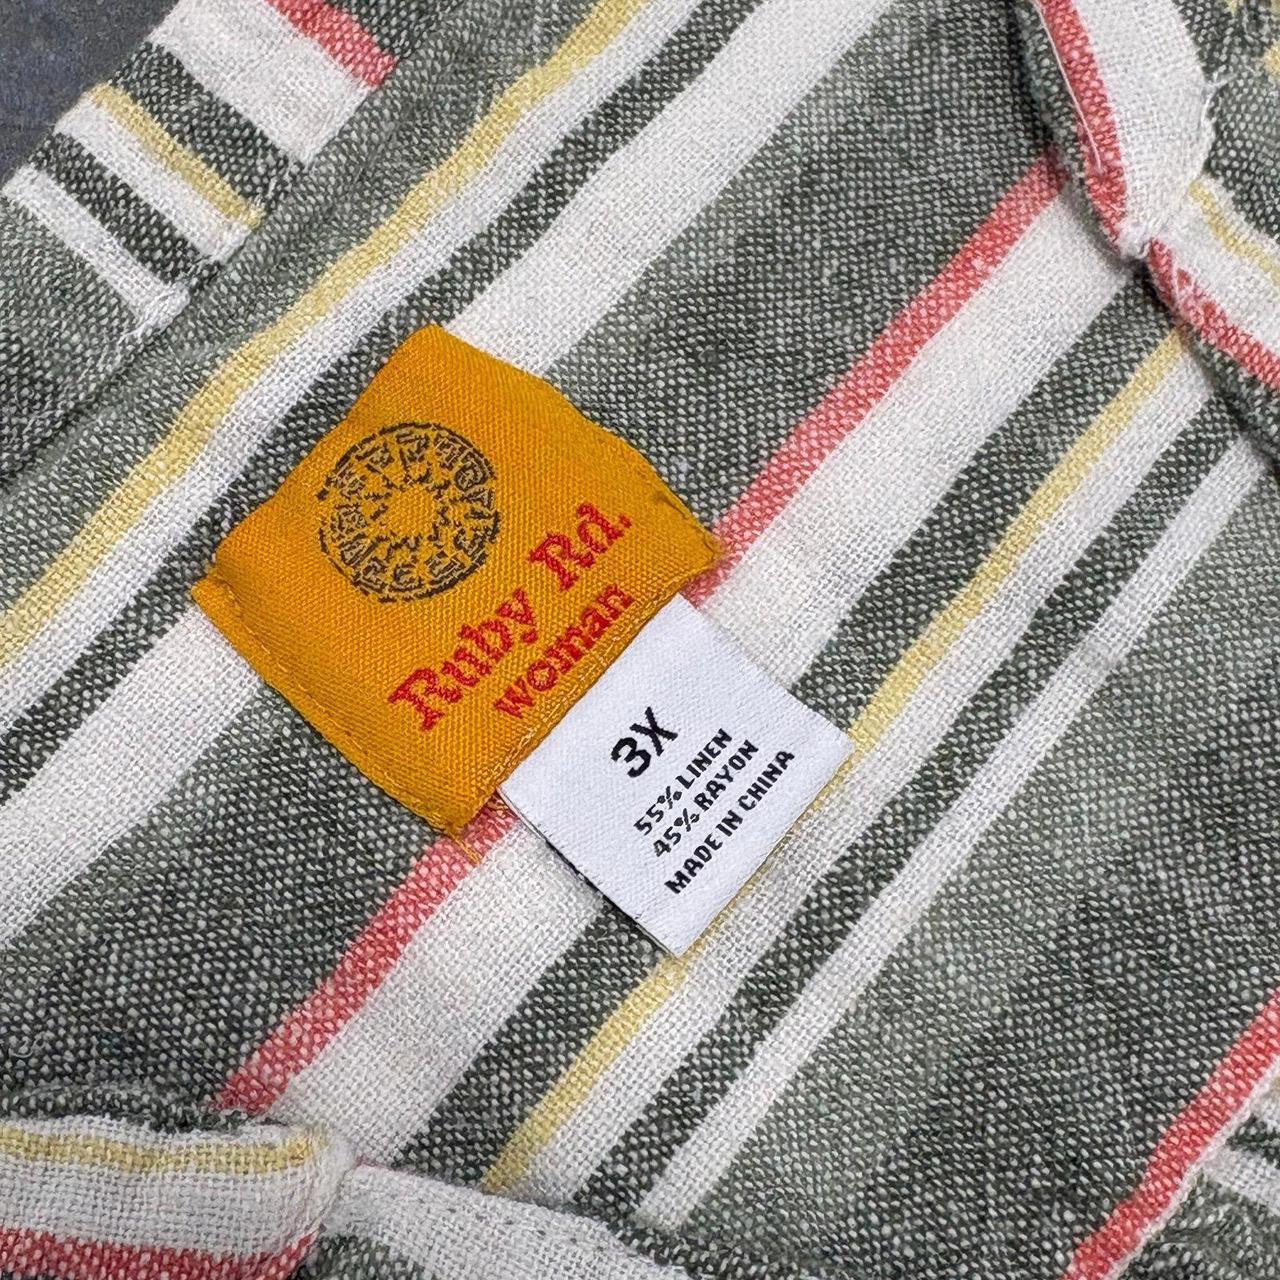 Ruby Rd.
woman
3X
55% LINEN
45% RAYON
MADE IN CHINA